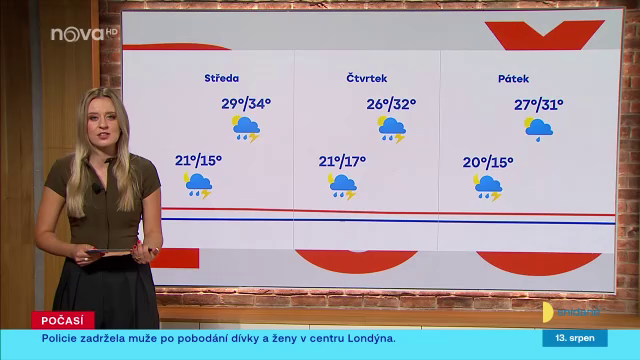 nova HD
Středa
Čtvrtek
Pátek
29°/34°
26°/32°
27°/31°
21°/15°
21°/17°
20°/15°
POČASÍ
Policie zadržela muže po pobodání dívky a ženy v centru Londýna.
13. srpen